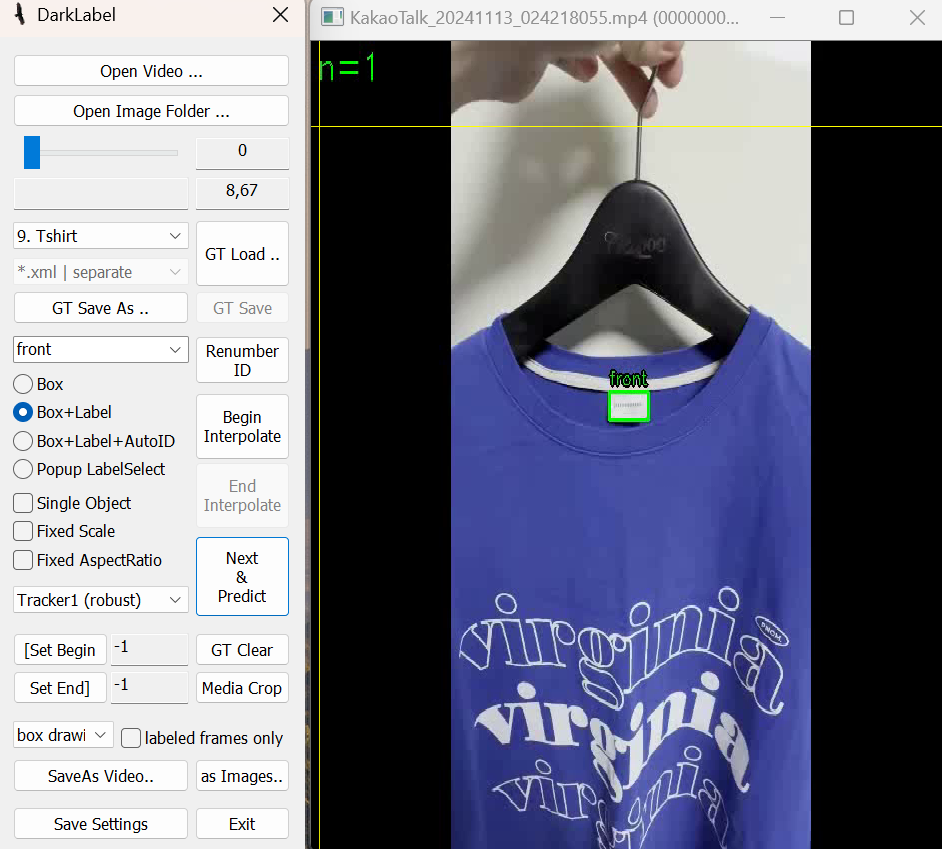 DarkLabel
Open Video ...
Open Image Folder ...
0
8,67
9. Tshirt
GT Load ..
*.xml | separate
GT Save As ..
GT Save
front
Renumber
ID
Box
Box+Label
Box+Label+AutoID
Popup LabelSelect
Begin
Interpolate
Single Object
Fixed Scale
Fixed AspectRatio
End
Interpolate
Next
&
Predict
Tracker1 (robust)
[Set Begin
-1
GT Clear
Set End]
-1
Media Crop
box drawi
labeled frames only
SaveAs Video..
as Images..
Save Settings
Exit
KakaoTalk_20241113_024218055.mp4 (0000000...
n=1
front
virginia
virginia
virginia